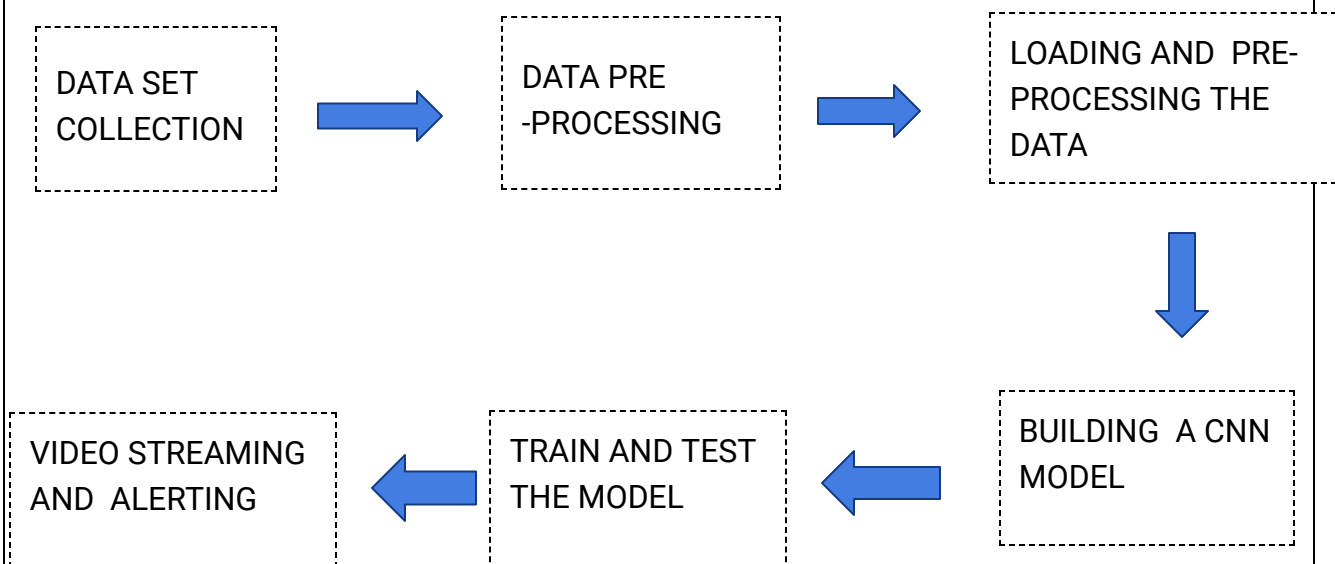 DATA SET
COLLECTION
DATA PRE
-PROCESSING
LOADING AND  PRE-
PROCESSING THE
DATA
BUILDING  A CNN
MODEL
TRAIN AND TEST
THE MODEL
VIDEO STREAMING
AND  ALERTING